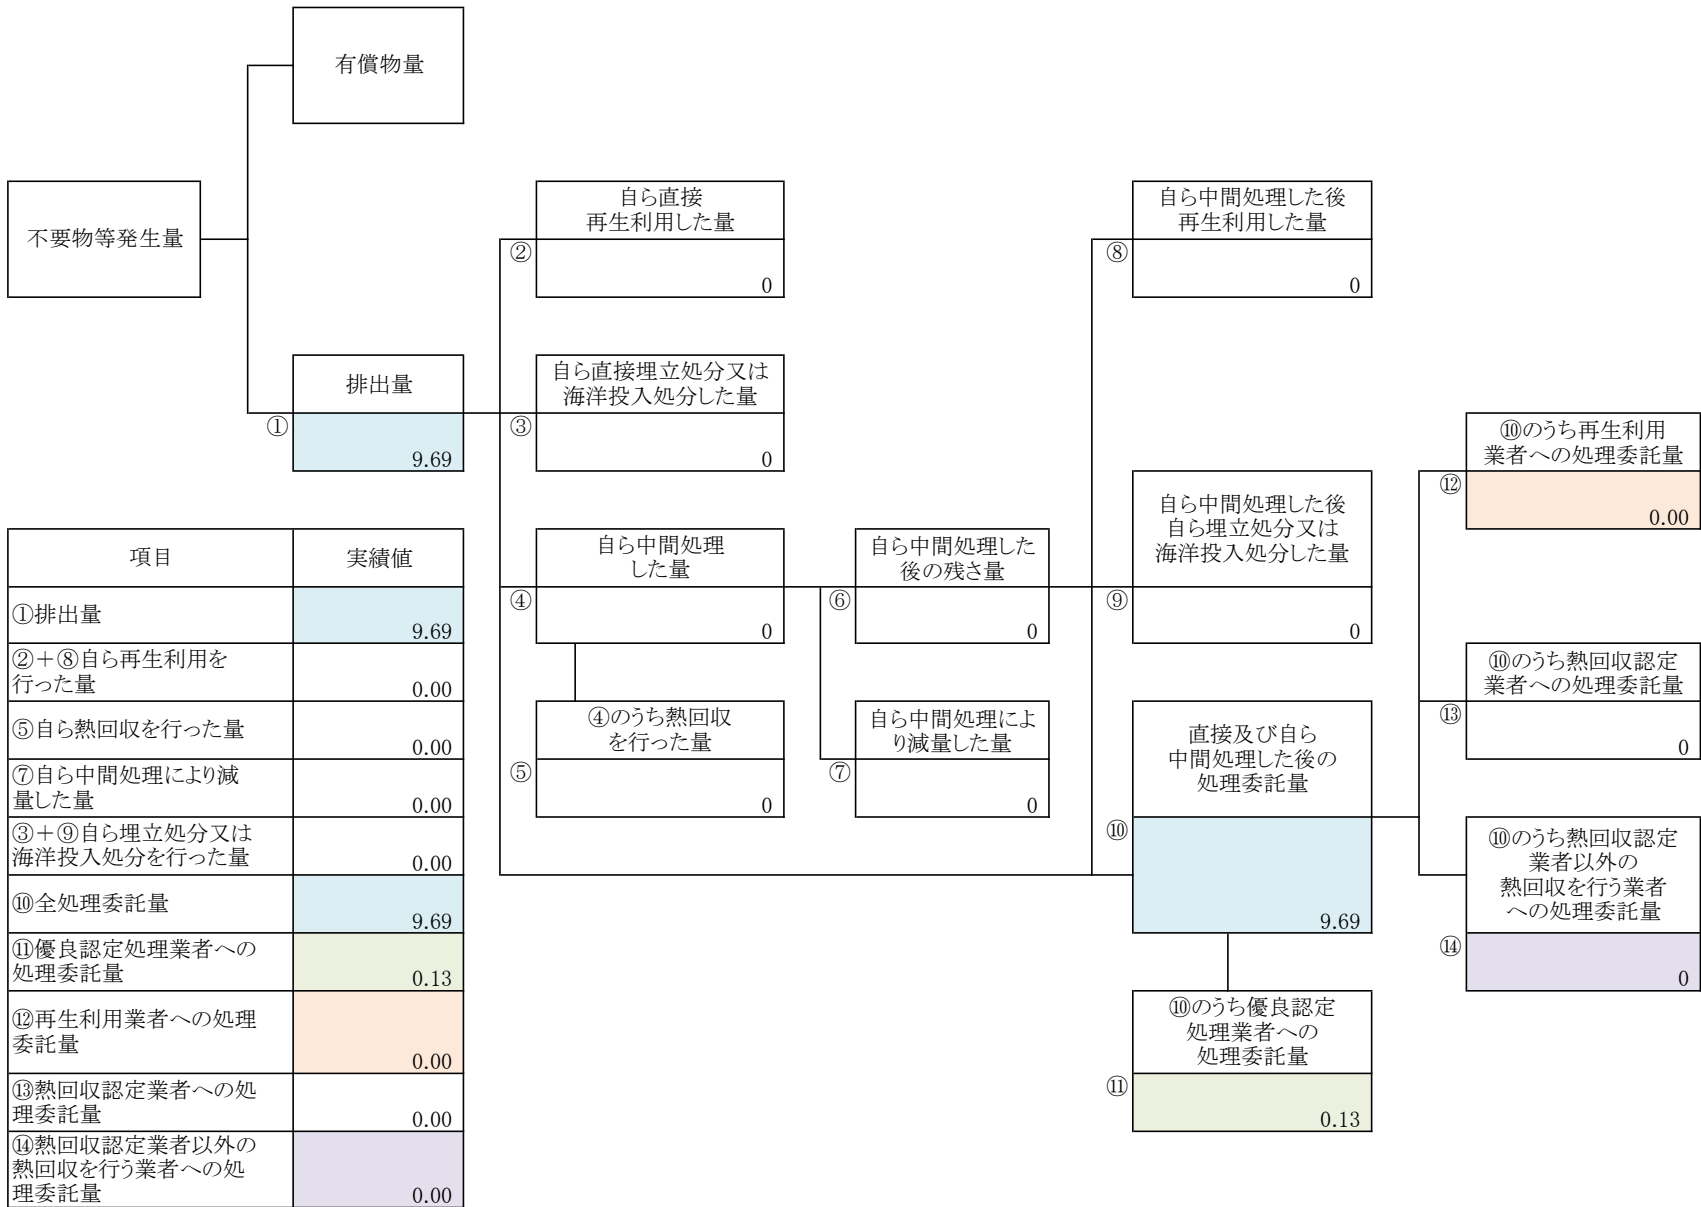 有償物量
不要物等発生量
自ら直接
再生利用した量
②
0
自ら中間処理した後
再生利用した量
⑧
0
排出量
①
9.69
自ら直接埋立処分又は
海洋投入処分した量
③
0
⑩のうち再生利用
業者への処理委託量
⑫
0.00
自ら中間処理
した量
④
0
自ら中間処理した
後の残さ量
⑥
0
自ら中間処理した後
自ら埋立処分又は
海洋投入処分した量
⑨
0
⑩のうち熱回収認定
業者への処理委託量
⑬
0
④のうち熱回収
を行った量
⑤
0
自ら中間処理によ
り減量した量
⑦
0
直接及び自ら
中間処理した後の
処理委託量
⑩
9.69
⑩のうち熱回収認定
業者以外の
熱回収を行う業者
への処理委託量
⑭
0
⑩のうち優良認定
処理業者への
処理委託量
⑪
0.13
項目 実績値
①排出量
9.69
②+⑧自ら再生利用を
行った量
0.00
⑤自ら熱回収を行った量
0.00
⑦自ら中間処理により減
量した量
0.00
③+⑨自ら埋立処分又は
海洋投入処分を行った量
0.00
⑩全処理委託量
9.69
⑪優良認定処理業者への
処理委託量
0.13
⑫再生利用業者への処理
委託量
0.00
⑬熱回収認定業者への処
理委託量
0.00
⑭熱回収認定業者以外の
熱回収を行う業者への処
理委託量
0.00